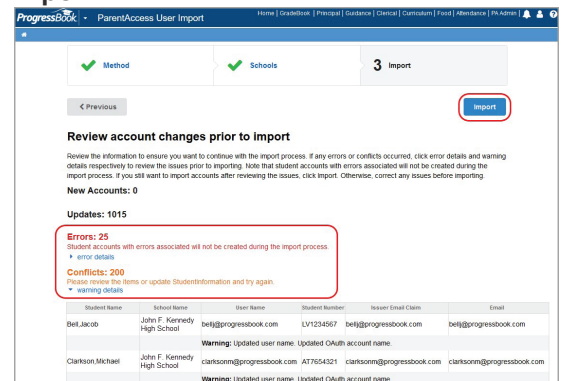 ProgressBook - ParentAccess User Import
Home | GradeBook | Principal | Guidance | Clerical | Curriculum | Food | Attendance | PA Admin |
Method
Schools
3 Import
Previous
Import
Review account changes prior to import
Review the information to ensure you want to continue with the import process. If any errors or conflicts occurred, click error details and warning
details respectively to review the issues prior to importing. Note that student accounts with errors associated will not be created during the
import process. If you still want to import accounts after reviewing the issues, click Import. Otherwise, correct any issues before importing.
New Accounts: 0
Updates: 1015
Errors: 25
Student accounts with errors associated will not be created during the import process.
error details
Conflicts: 200
Please review the items or update StudentInformation and try again
warning details
Student Name School Name User Name Student Number Issuer Email Claim Email
Bell,Jacob John F. Kennedy High School bellj@progressbook.com LV1234567 bellj@progressbook.com bellj@progressbook.com
Warning: Updated user name. Updated OAuth account name.
Clarkson,Michael John F. Kennedy High School clarksonm@progressbook.com AT7654321 clarksonm@progressbook.com clarksonm@progressbook.com
Warning: Updated user name. Updated OAuth account name